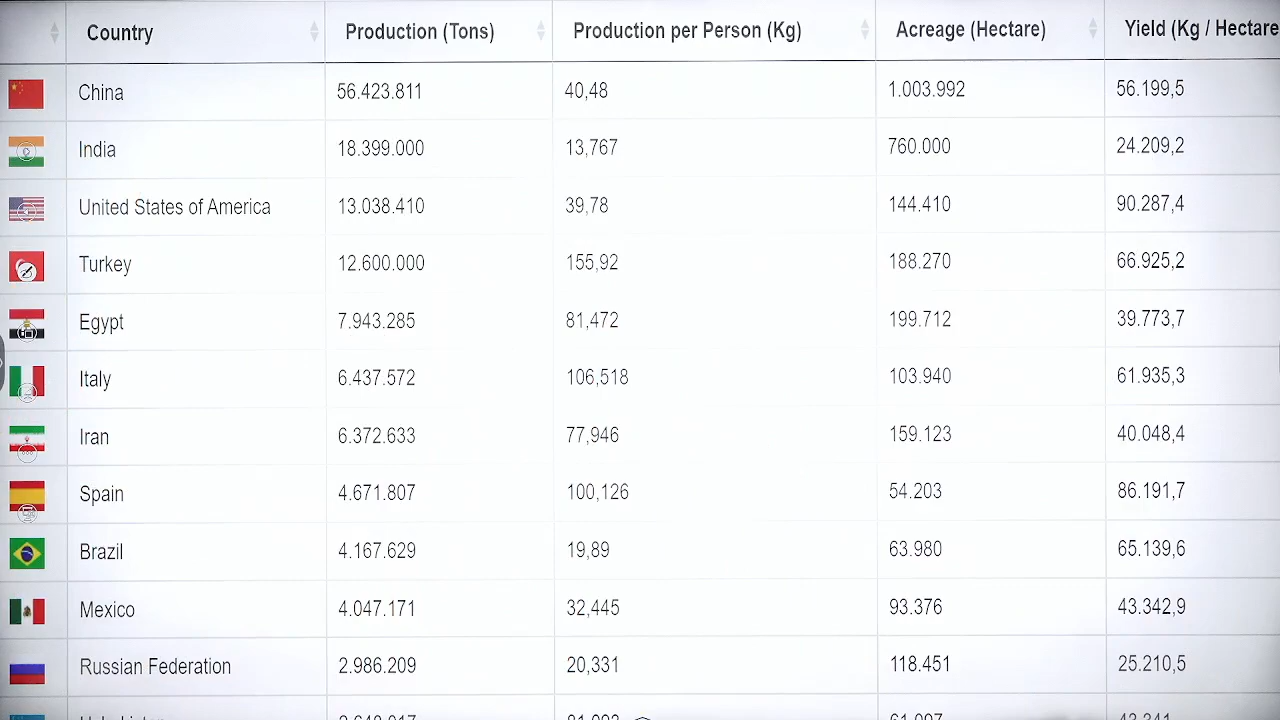 Country Production (Tons) Production per Person (Kg) Acreage (Hectare) Yield (Kg / Hectare
China 56.423.811 40,48 1.003.992 56.199,5
India 18.399.000 13,767 760.000 24.209,2
United States of America 13.038.410 39,78 144.410 90.287,4
Turkey 12.600.000 155,92 188.270 66.925,2
Egypt 7.943.285 81,472 199.712 39.773,7
Italy 6.437.572 106,518 103.940 61.935,3
Iran 6.372.633 77,946 159.123 40.048,4
Spain 4.671.807 100,126 54.203 86.191,7
Brazil 4.167.629 19,89 63.980 65.139,6
Mexico 4.047.171 32,445 93.376 43.342,9
Russian Federation 2.986.209 20,331 118.451 25.210,5